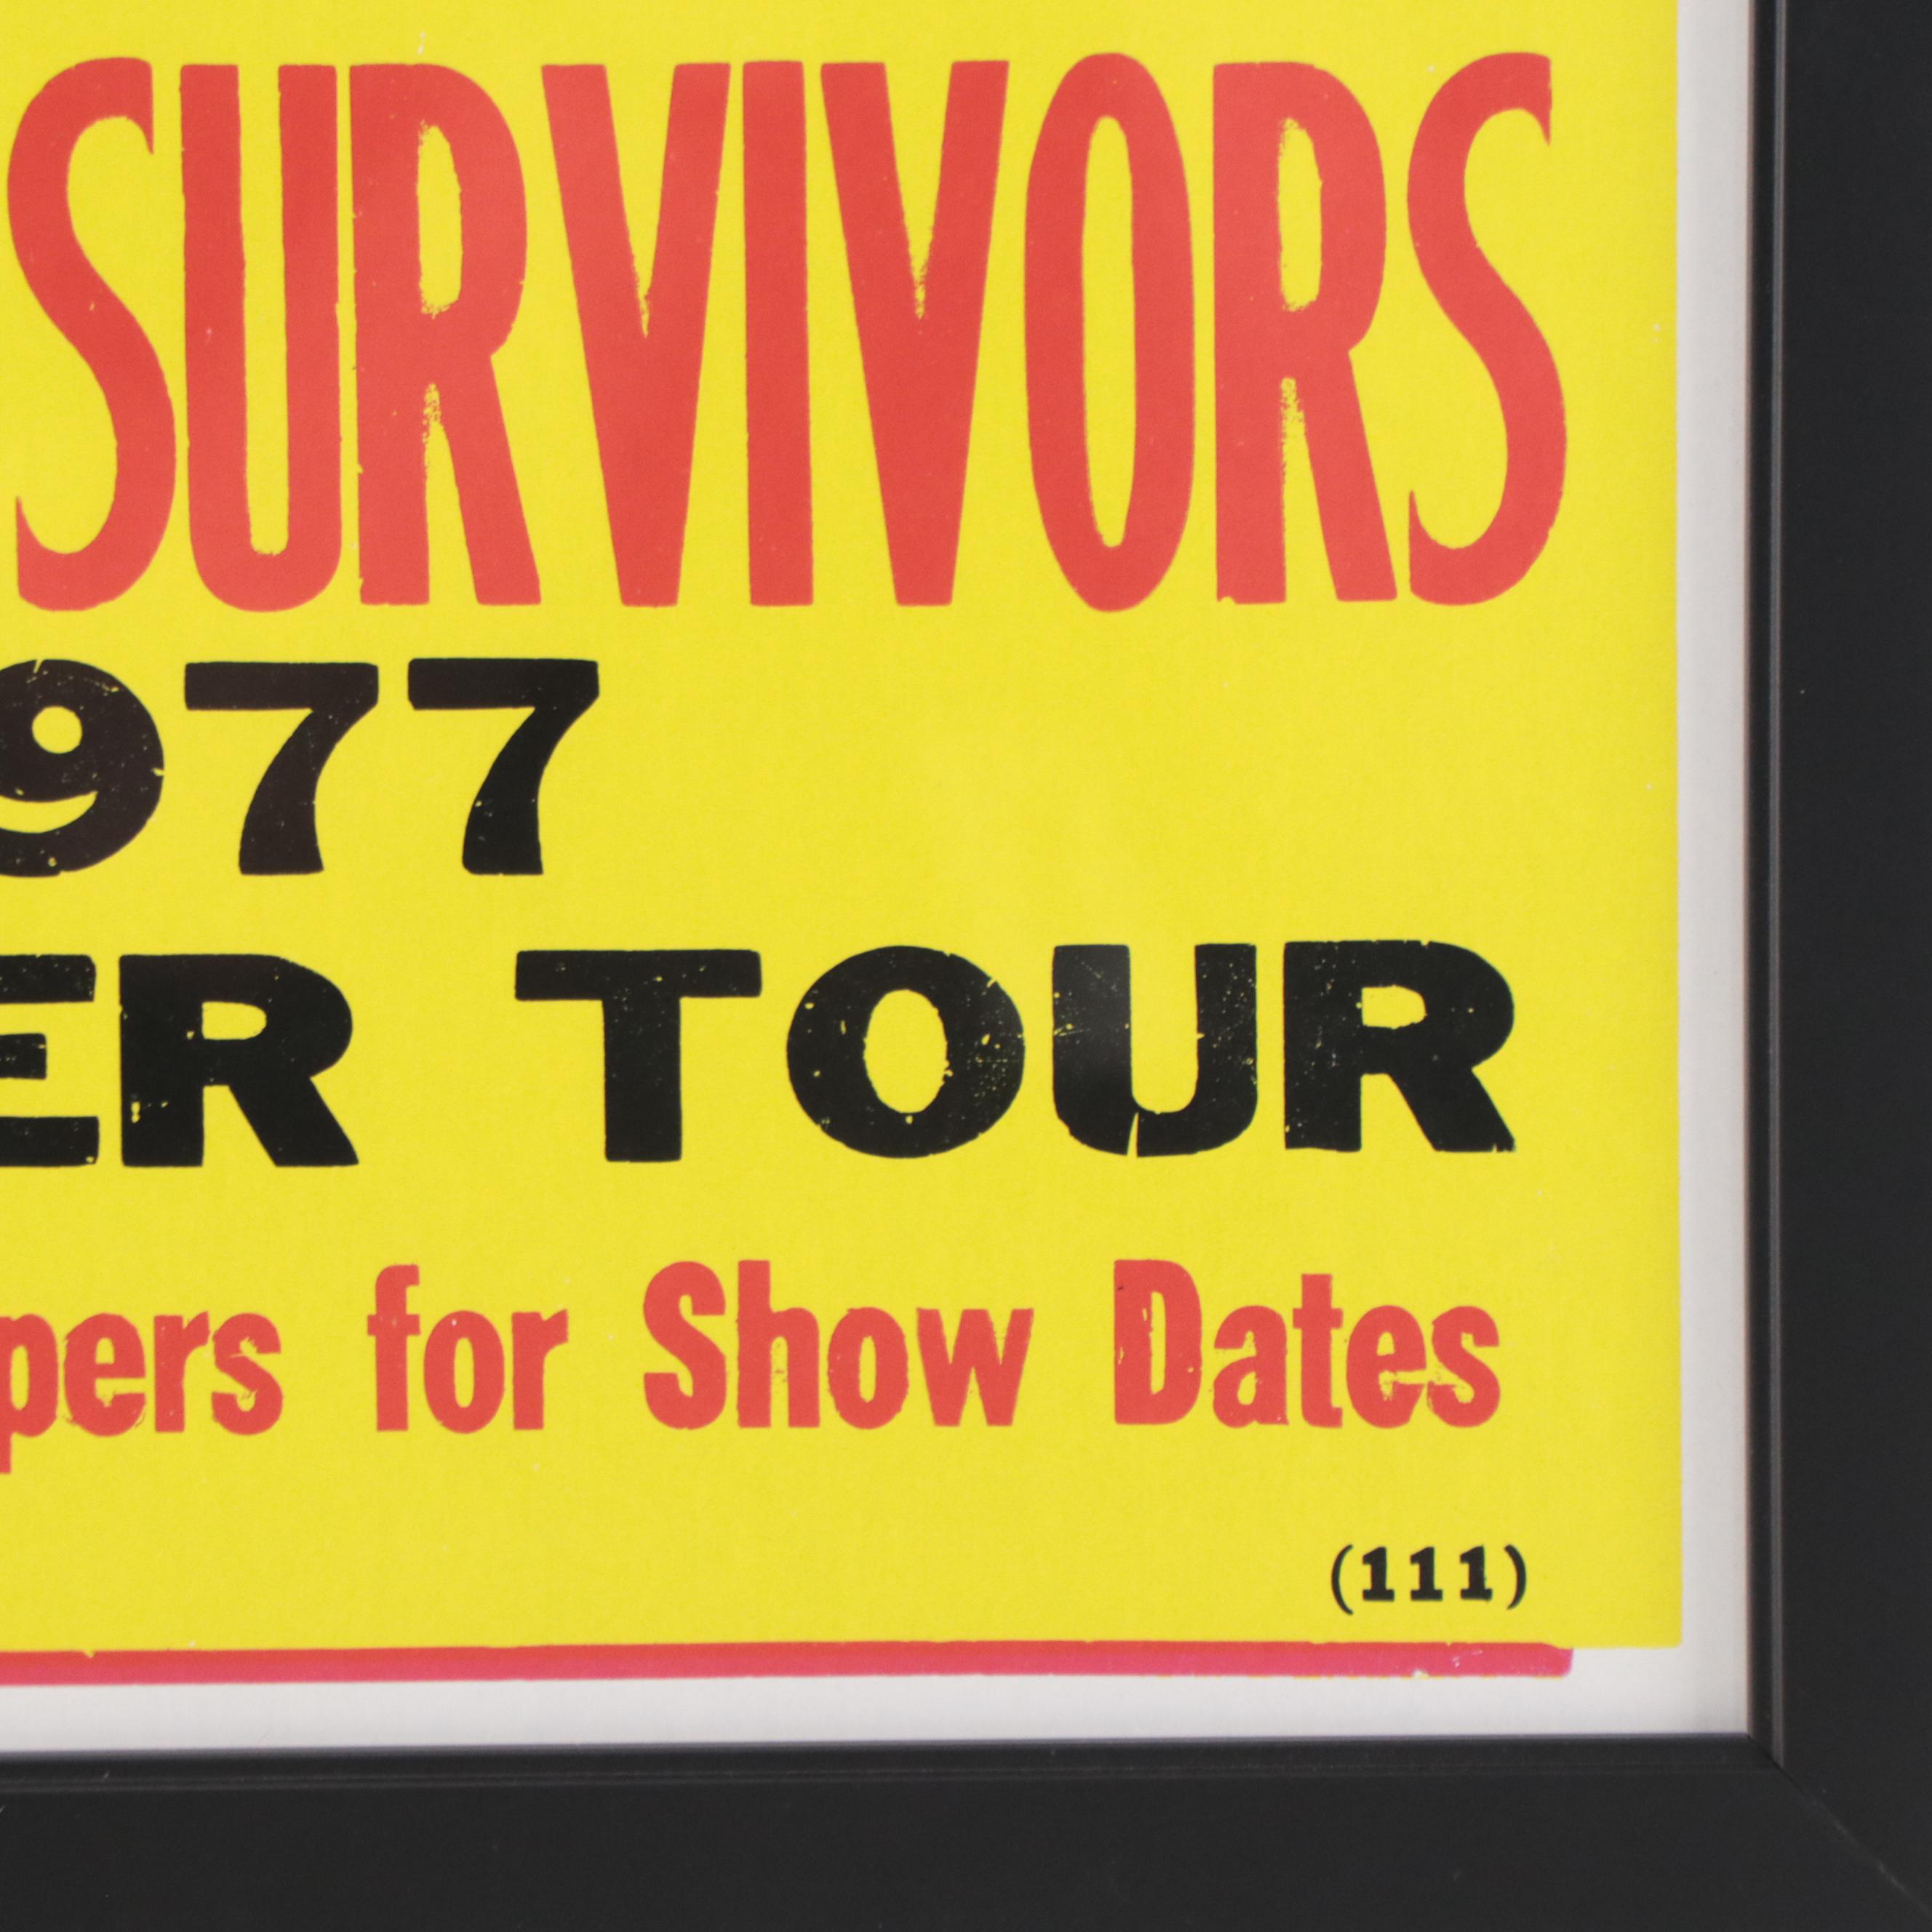 SURVIVORS
977
ER TOUR
pers for Show Dates
(111)